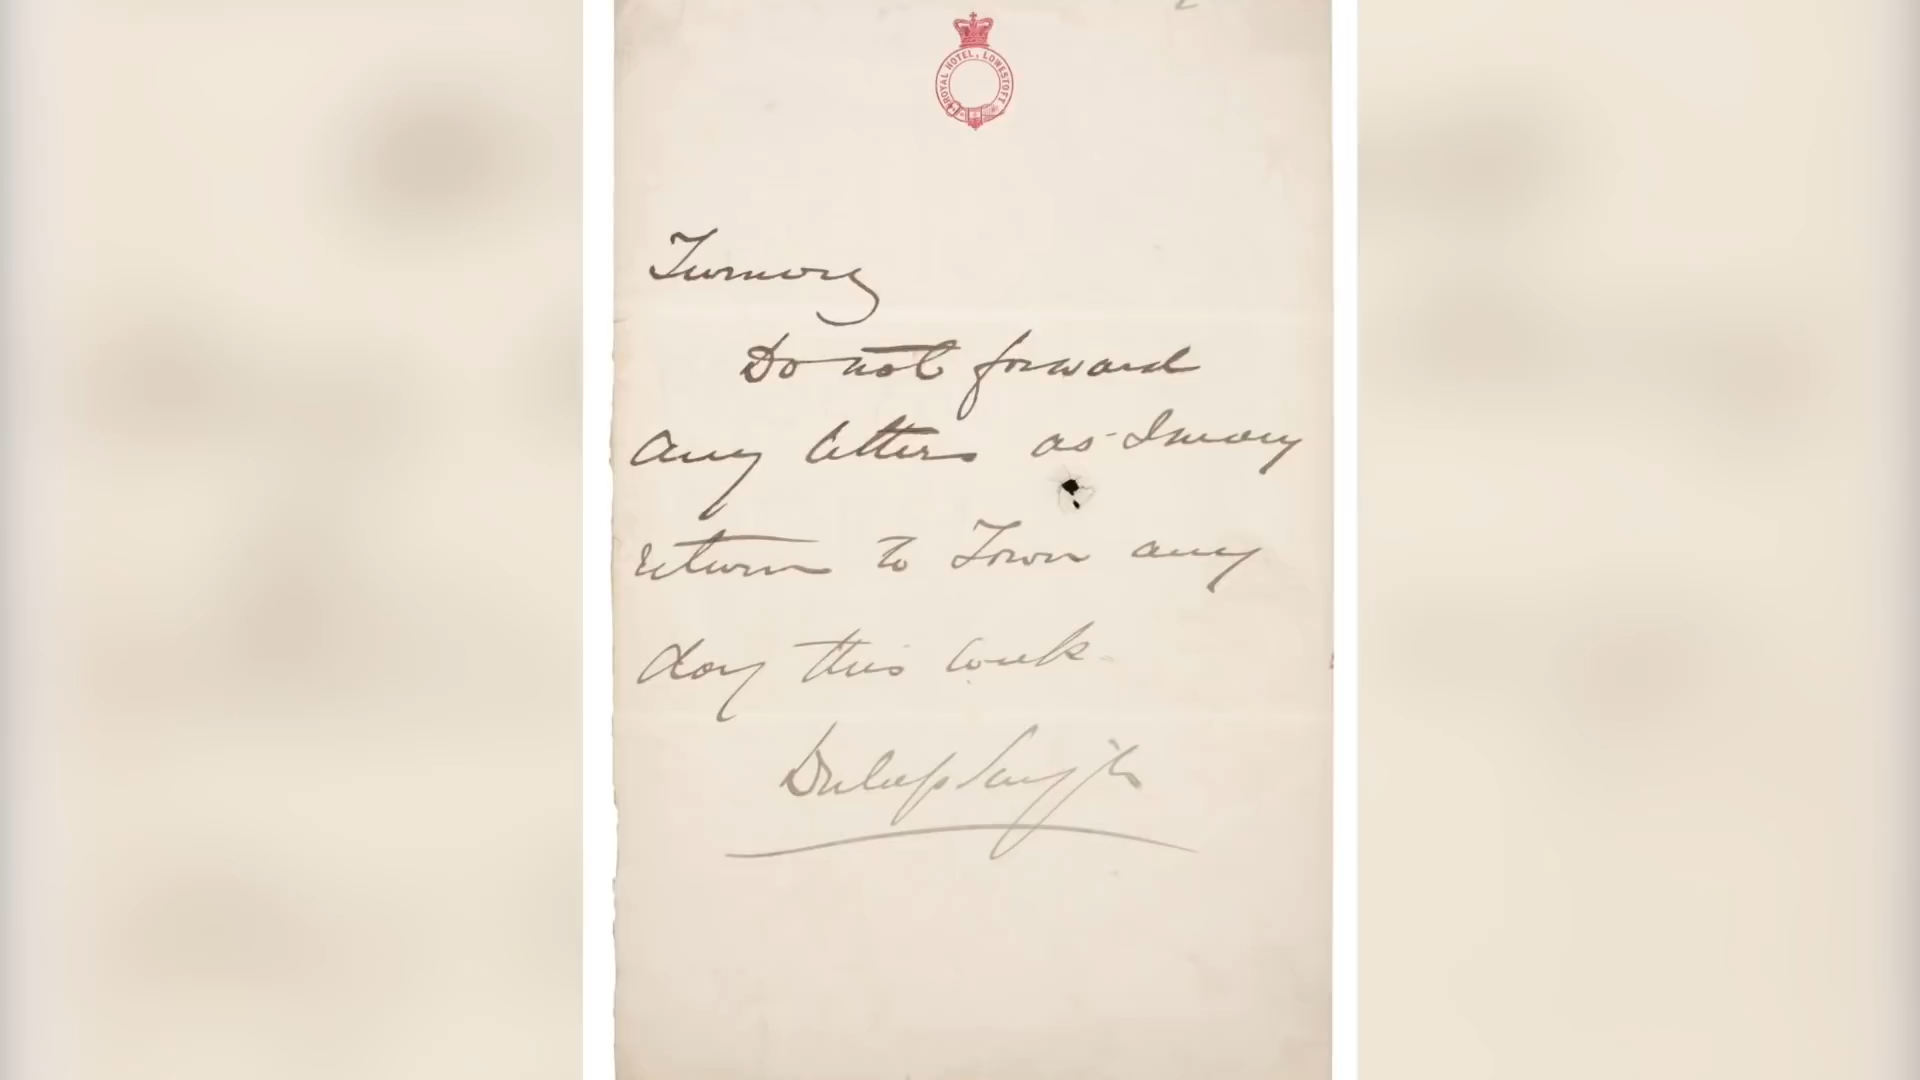 ROYAL HOTEL, LOWESTOFT
Do not forward
any letters as I may
return to Town any
day this week
Duleep Singh